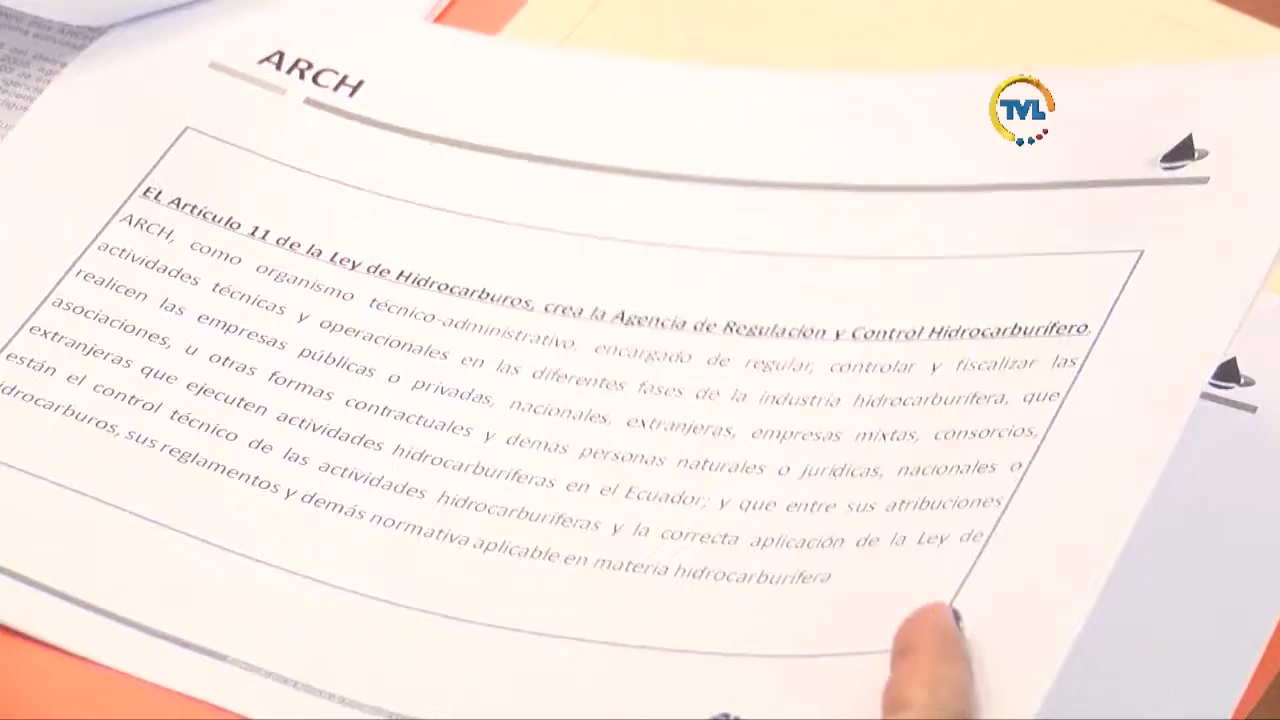 ARCH
TVL
EL Artículo 11 de la Ley de Hidrocarburos, crea la Agencia de Regulación y Control Hidrocarburífero,
ARCH, como organismo técnico-administrativo, encargado de regular, controlar y fiscalizar las
actividades técnicas y operacionales en las diferentes fases de la industria hidrocarburífera, que
realicen las empresas públicas o privadas, nacionales, extranjeras, empresas mixtas, consorcios,
asociaciones, u otras formas contractuales y demás personas naturales o jurídicas, nacionales o
extranjeras que ejecuten actividades hidrocarburíferas en el Ecuador; y que entre sus atribuciones
están el control técnico de las actividades hidrocarburíferas y la correcta aplicación de la Ley de
idrocarburos, sus reglamentos y demás normativa aplicable en materia hidrocarburífera